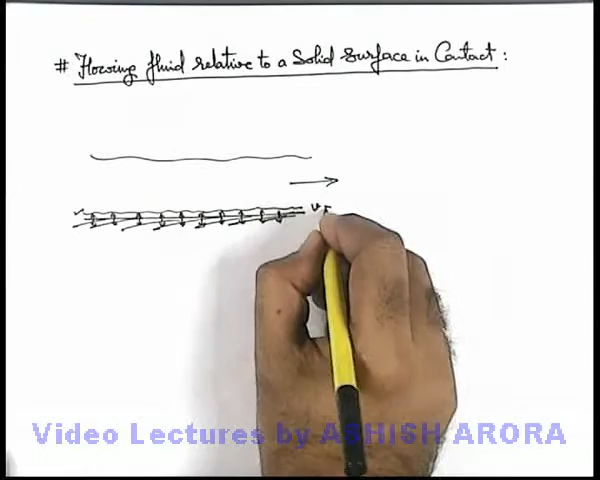 # Flowing fluid relative to a Solid surface in Contact :
Video Lectures by ASHISH ARORA